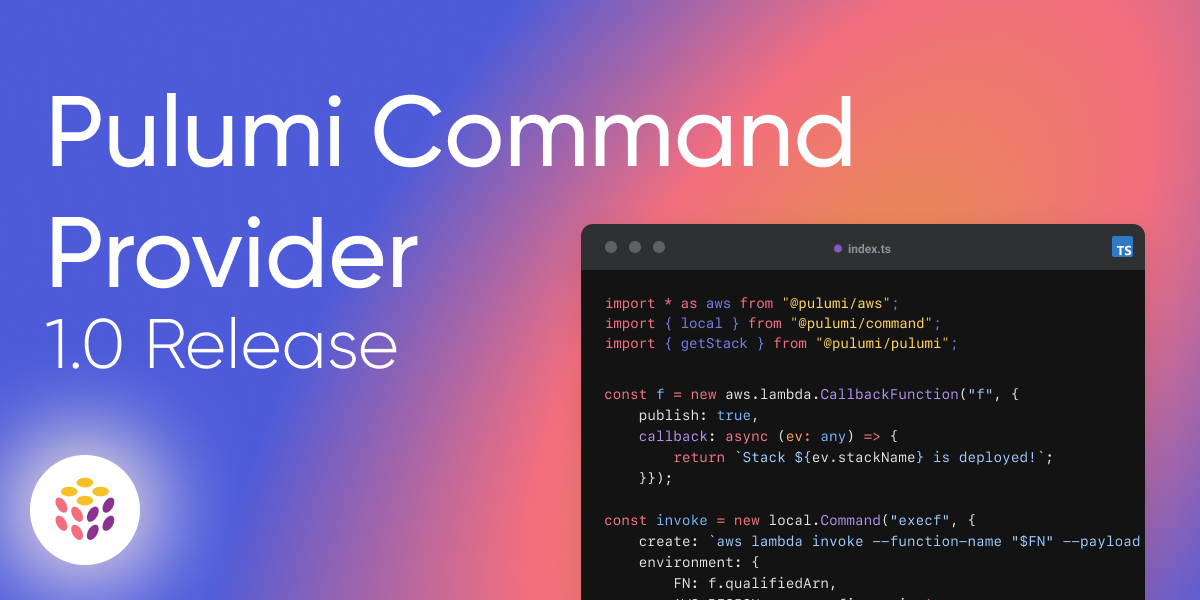 Pulumi Command
Provider
1.0 Release
index.ts
TS
import * as aws from "@pulumi/aws";
import { local } from "@pulumi/command";
import { getStack } from "@pulumi/pulumi";
const f = new aws.lambda.CallbackFunction("f", {
    publish: true,
    callback: async (ev: any) => {
        return `Stack ${ev.stackName} is deployed!`;
    }});
const invoke = new local.Command("execf", {
    create: `aws lambda invoke --function-name "$FN" --payload
    environment: {
        FN: f.qualifiedArn,